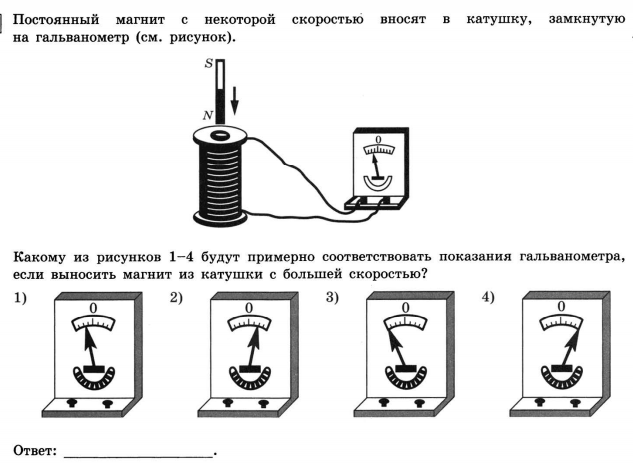 Постоянный магнит с некоторой скоростью вносят в катушку, замкнутую
на гальванометр (см. рисунок).
S
N
0
Какому из рисунков 1–4 будут примерно соответствовать показания гальванометра,
если выносить магнит из катушки с большей скоростью?
1) 2) 3) 4)
0 0 0 0
Ответ: ____________________.